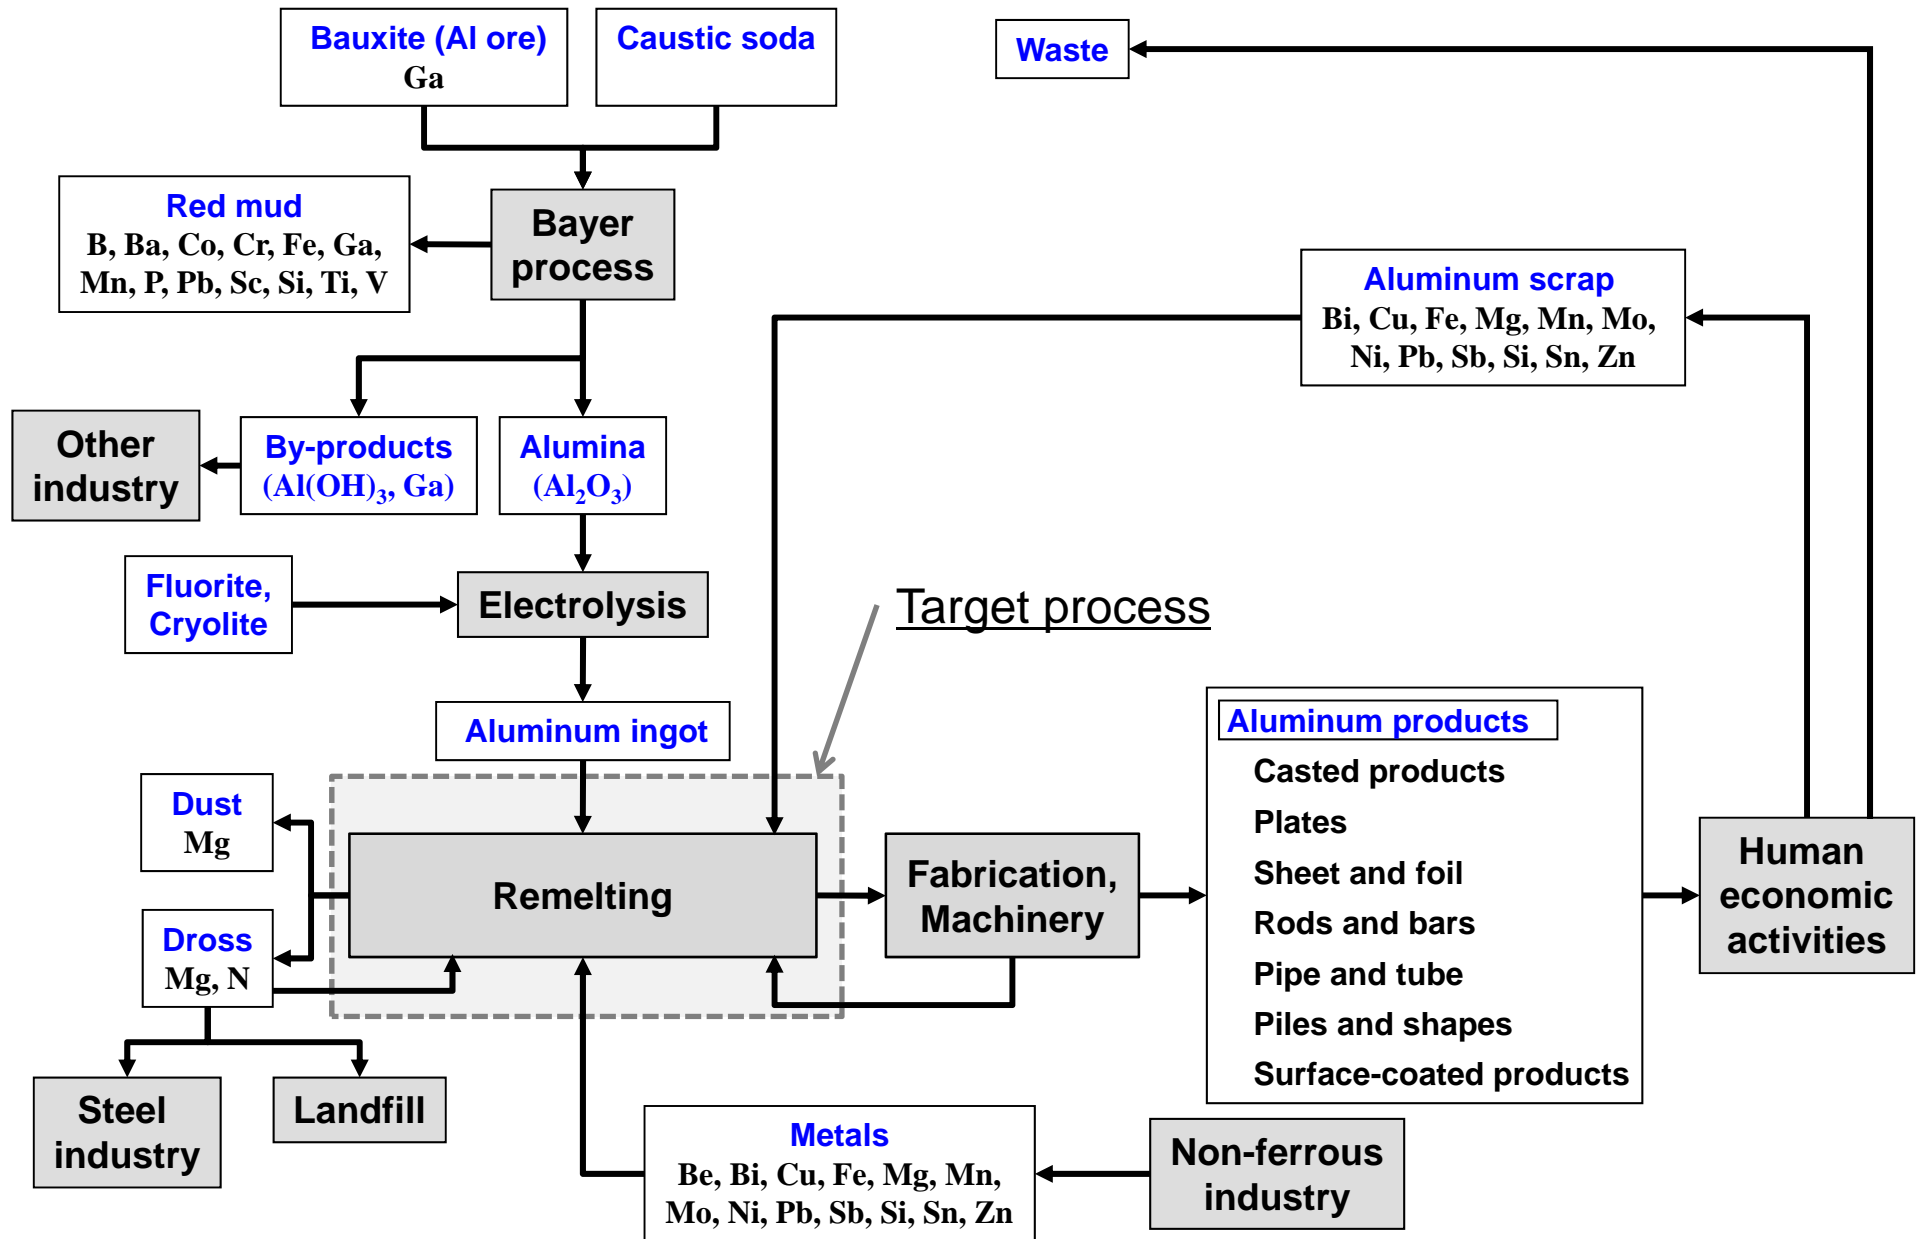 Bauxite (Al ore)
Ga
Caustic soda
Waste
Red mud
B, Ba, Co, Cr, Fe, Ga,
Mn, P, Pb, Sc, Si, Ti, V
Bayer
process
Aluminum scrap
Bi, Cu, Fe, Mg, Mn, Mo,
Ni, Pb, Sb, Si, Sn, Zn
Other
industry
By-products
(Al(OH)₃, Ga)
Alumina
(Al₂O₃)
Fluorite,
Cryolite
Electrolysis
Target process
Aluminum ingot
Aluminum products
Casted products
Plates
Sheet and foil
Rods and bars
Pipe and tube
Piles and shapes
Surface-coated products
Dust
Mg
Remelting
Fabrication,
Machinery
Human
economic
activities
Dross
Mg, N
Steel
industry
Landfill
Metals
Be, Bi, Cu, Fe, Mg, Mn,
Mo, Ni, Pb, Sb, Si, Sn, Zn
Non-ferrous
industry